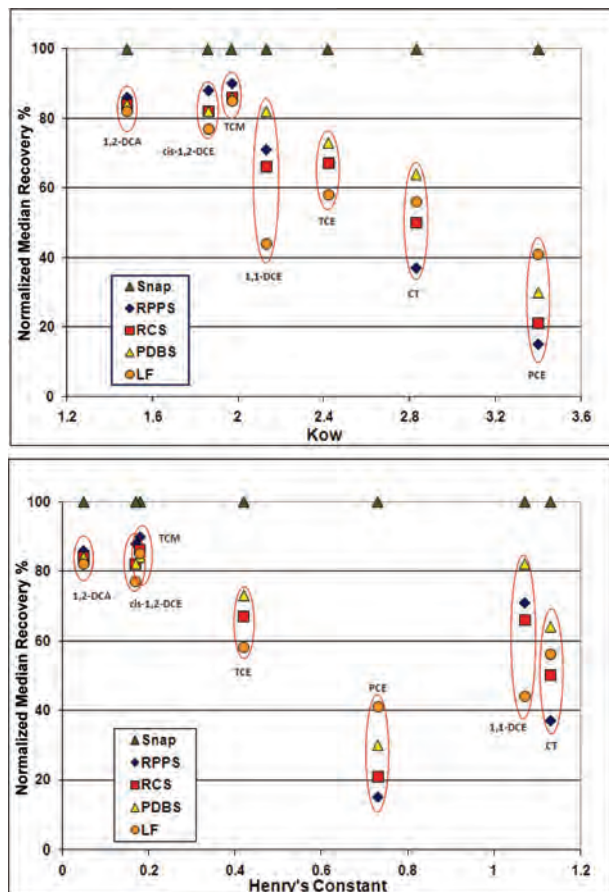 Normalized Median Recovery %
100
80
60
40
20
0
1,2-DCA
cis-1,2-DCE
TCM
1,1-DCE
TCE
CT
PCE
Snap
RPPS
RCS
PDBS
LF
1.2 1.6 2 2.4 2.8 3.2 3.6
Kow
Normalized Median Recovery %
100
80
60
40
20
0
1,2-DCA
TCM
cis-1,2-DCE
TCE
PCE
1,1-DCE
CT
Snap
RPPS
RCS
PDBS
LF
0 0.2 0.4 0.6 0.8 1 1.2
Henry's Constant